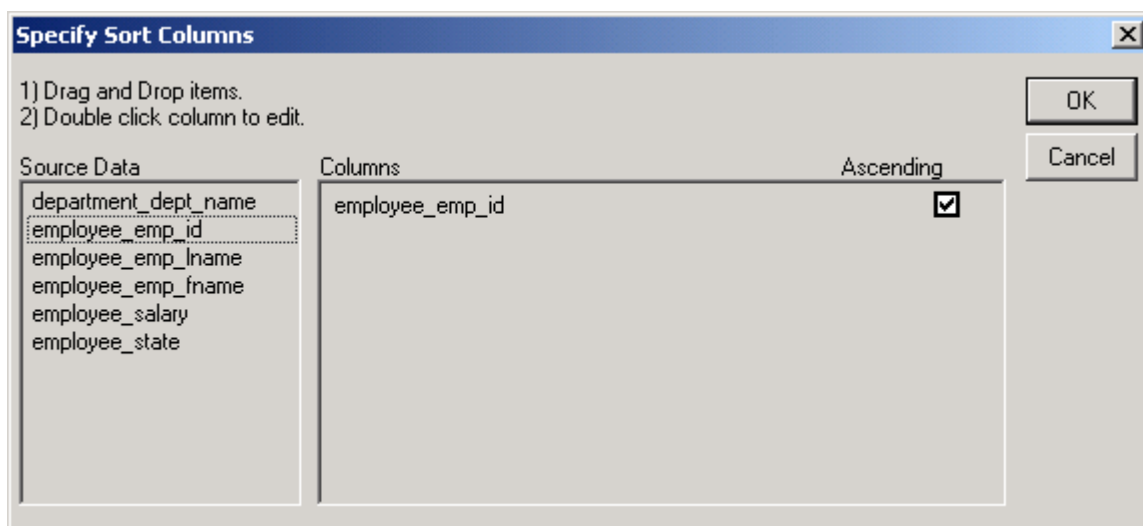 Specify Sort Columns
1) Drag and Drop items.
2) Double click column to edit.
OK
Cancel
Source Data
Columns
Ascending
department_dept_name
employee_emp_id
employee_emp_lname
employee_emp_fname
employee_salary
employee_state
employee_emp_id